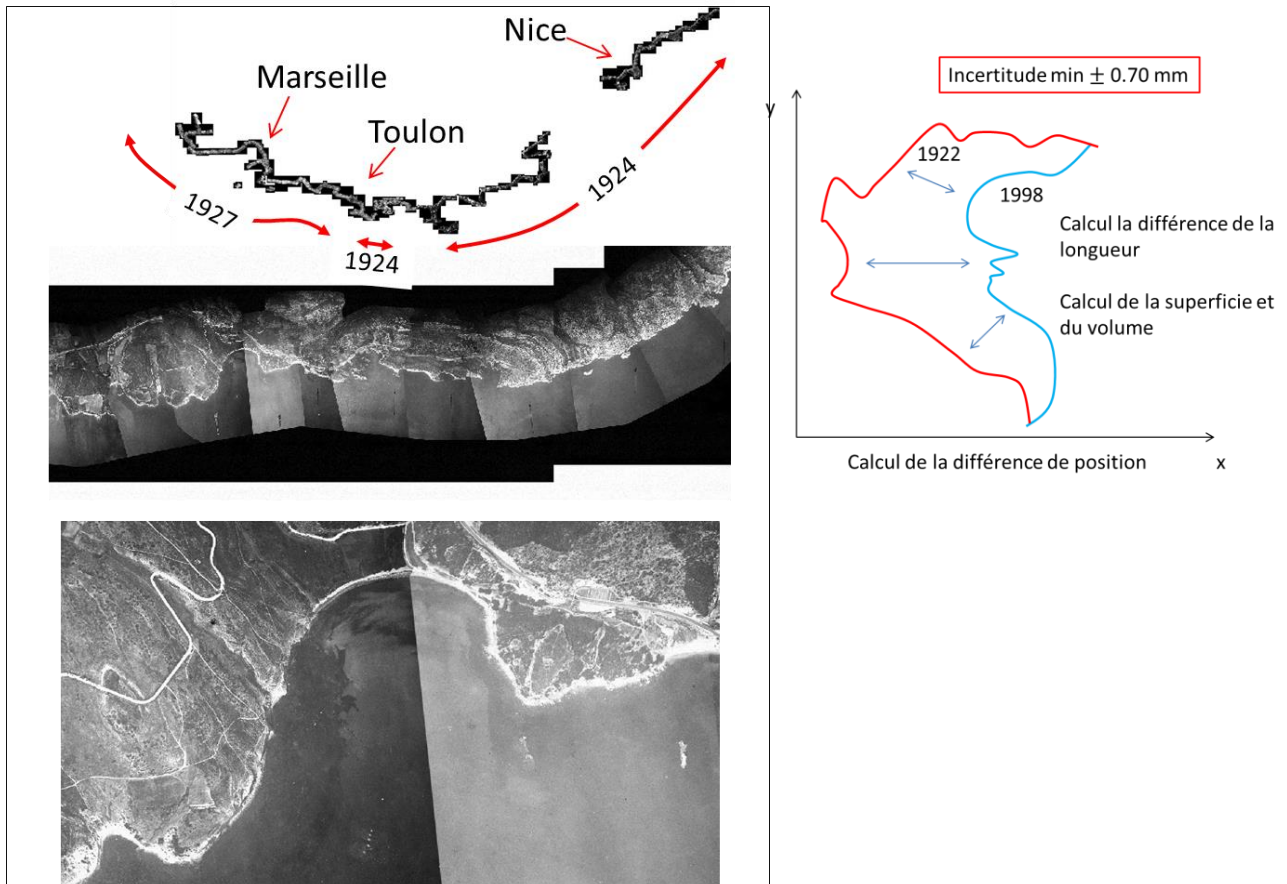 Nice
Marseille
Toulon
1927
1924
1924
Incertitude min ± 0.70 mm
y
1922
1998
Calcul la différence de la
longueur
Calcul de la superficie et
du volume
Calcul de la différence de position
x